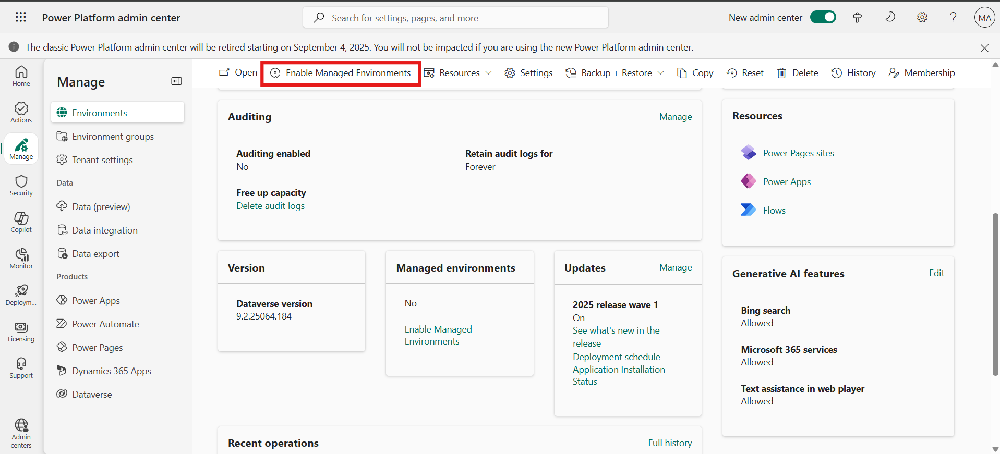 Power Platform admin center
Search for settings, pages, and more
New admin center
MA
The classic Power Platform admin center will be retired starting on September 4, 2025. You will not be impacted if you are using the new Power Platform admin center.
Home
Actions
Manage
Security
Copilot
Monitor
Deploym...
Licensing
Support
Admin
centers
Manage
Environments
Environment groups
Tenant settings
Data
Data (preview)
Data integration
Data export
Products
Power Apps
Power Automate
Power Pages
Dynamics 365 Apps
Dataverse
Open
Enable Managed Environments
Resources
Settings
Backup + Restore
Copy
Reset
Delete
History
Membership
Auditing
Manage
Auditing enabled
No
Retain audit logs for
Forever
Free up capacity
Delete audit logs
Version
Dataverse version
9.2.25064.184
Managed environments
No
Enable Managed
Environments
Updates
Manage
2025 release wave 1
On
See what's new in the
release
Deployment schedule
Application Installation
Status
Recent operations
Full history
Resources
Power Pages sites
Power Apps
Flows
Generative AI features
Edit
Bing search
Allowed
Microsoft 365 services
Allowed
Text assistance in web player
Allowed